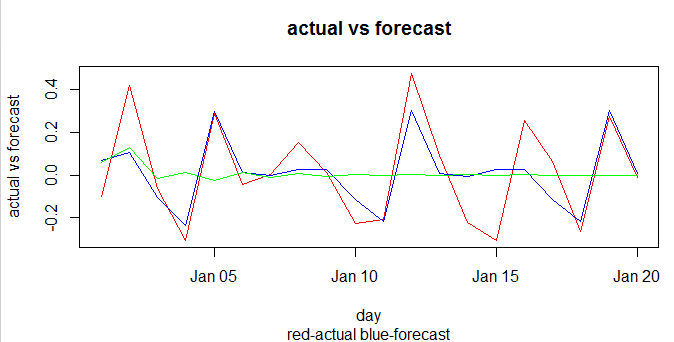 actual vs forecast
actual vs forecast
0.4
0.2
0.0
-0.2
Jan 05 Jan 10 Jan 15 Jan 20
day
red-actual blue-forecast